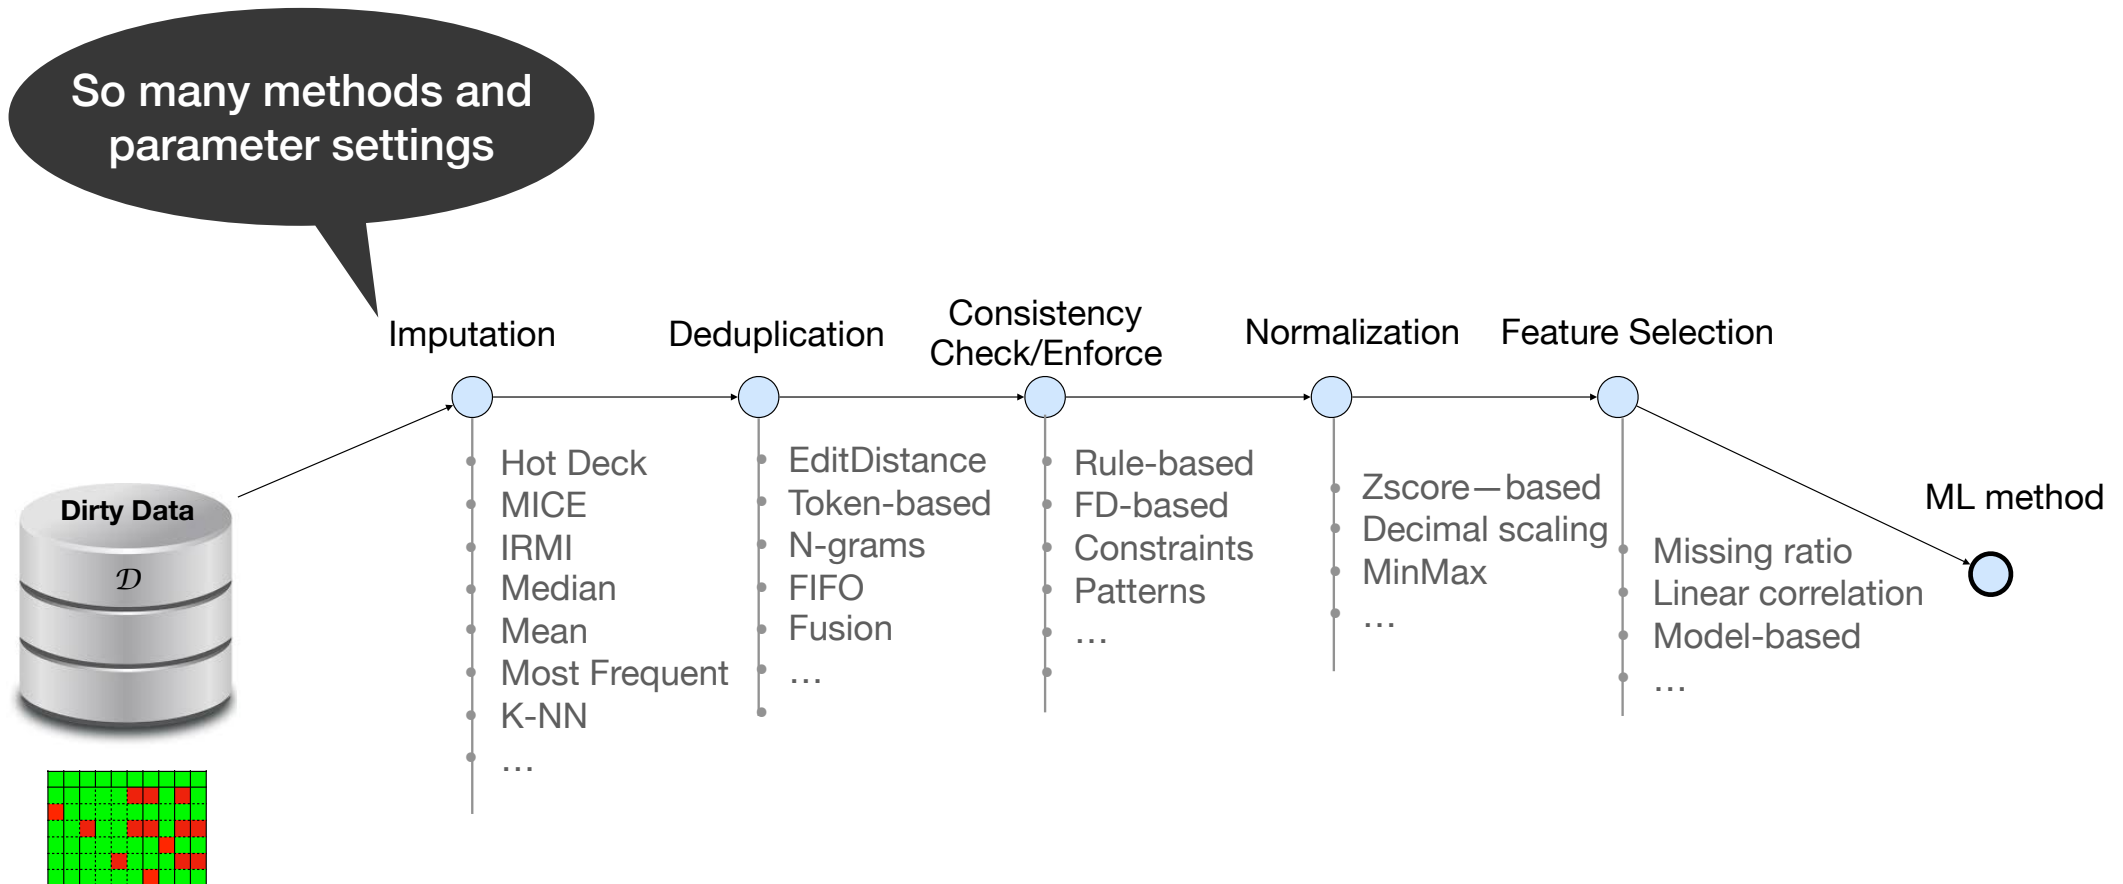 So many methods and
parameter settings
Imputation
Deduplication
Consistency
Check/Enforce
Normalization
Feature Selection
ML method
Dirty Data
𝒟
Hot Deck
MICE
IRMI
Median
Mean
Most Frequent
K-NN
…
EditDistance
Token-based
N-grams
FIFO
Fusion
…
Rule-based
FD-based
Constraints
Patterns
…
Zscore—based
Decimal scaling
MinMax
…
Missing ratio
Linear correlation
Model-based
…